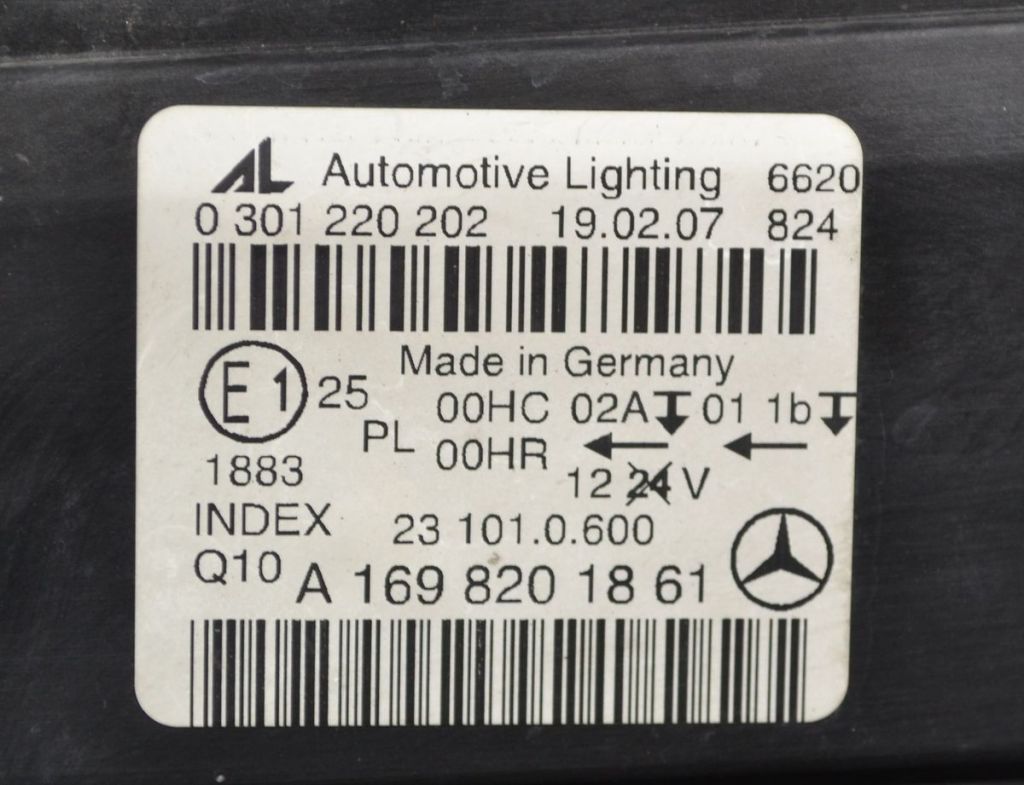 AL Automotive Lighting 6620
0 301 220 202 19.02.07 824
Made in Germany
E1 25 00HC 02A 01 1b
PL 00HR
1883 12 24 V
INDEX 23 101.0.600
Q10 A 169 820 18 61